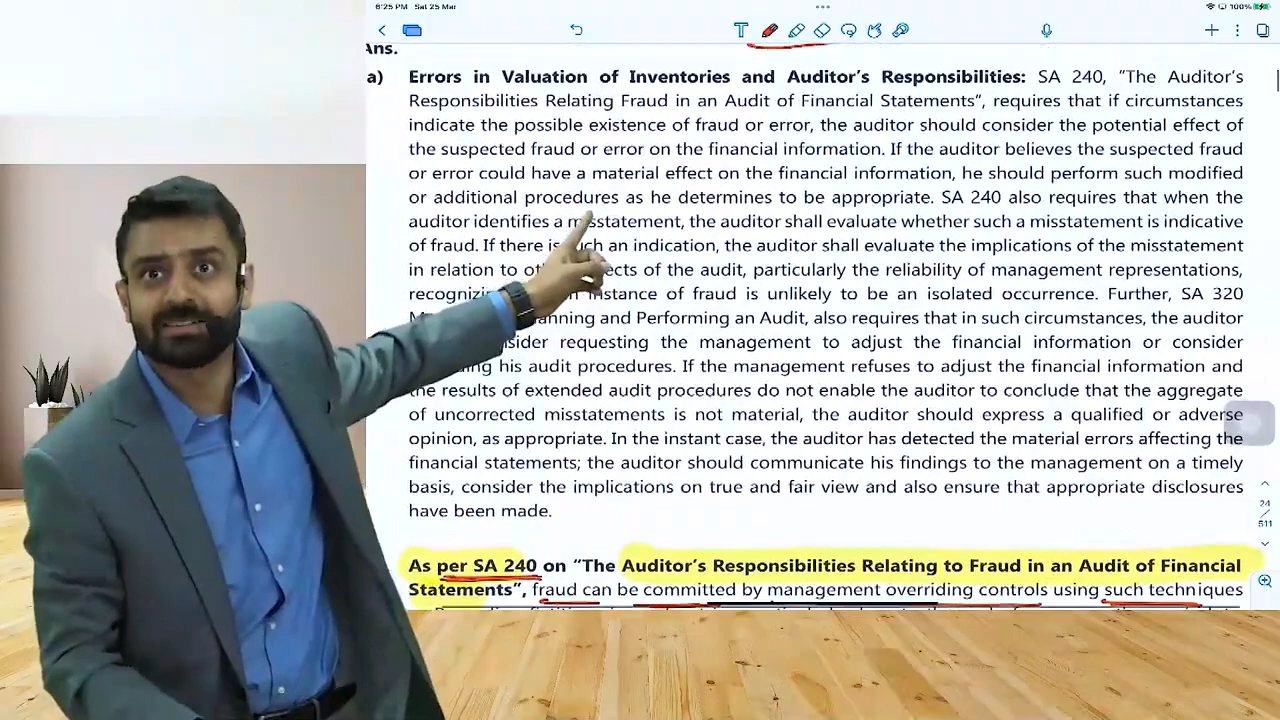 6:25 PM Sat 25 Mar
100%
Ans.
a) Errors in Valuation of Inventories and Auditor's Responsibilities: SA 240, "The Auditor's
Responsibilities Relating Fraud in an Audit of Financial Statements", requires that if circumstances
indicate the possible existence of fraud or error, the auditor should consider the potential effect of
the suspected fraud or error on the financial information. If the auditor believes the suspected fraud
or error could have a material effect on the financial information, he should perform such modified
or additional procedures as he determines to be appropriate. SA 240 also requires that when the
auditor identifies a misstatement, the auditor shall evaluate whether such a misstatement is indicative
of fraud. If there is such an indication, the auditor shall evaluate the implications of the misstatement
in relation to of the audit, particularly the reliability of management representations,
instance of fraud is unlikely to be an isolated occurrence. Further, SA 320
and Performing an Audit, also requires that in such circumstances, the auditor
requesting the management to adjust the financial information or consider
his audit procedures. If the management refuses to adjust the financial information and
the results of extended audit procedures do not enable the auditor to conclude that the aggregate
of uncorrected misstatements is not material, the auditor should express a qualified or adverse
opinion, as appropriate. In the instant case, the auditor has detected the material errors affecting the
financial statements; the auditor should communicate his findings to the management on a timely
basis, consider the implications on true and fair view and also ensure that appropriate disclosures
have been made.
24
/
511
As per SA 240 on "The Auditor's Responsibilities Relating to Fraud in an Audit of Financial
Statements", fraud can be committed by management overriding controls using such techniques